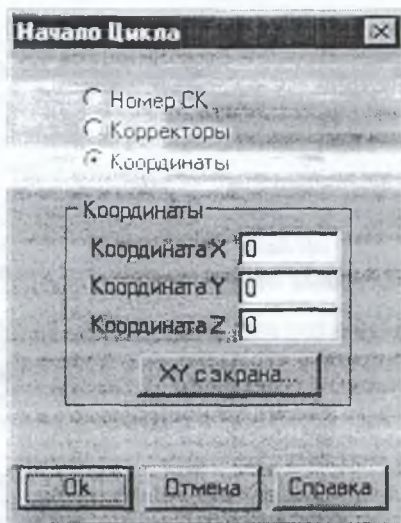 Начало Цикла
Номер СК
Корректоры
Координаты
Координаты
Координата X 0
Координата Y 0
Координата Z 0
XY с экрана...
Ok Отмена Справка